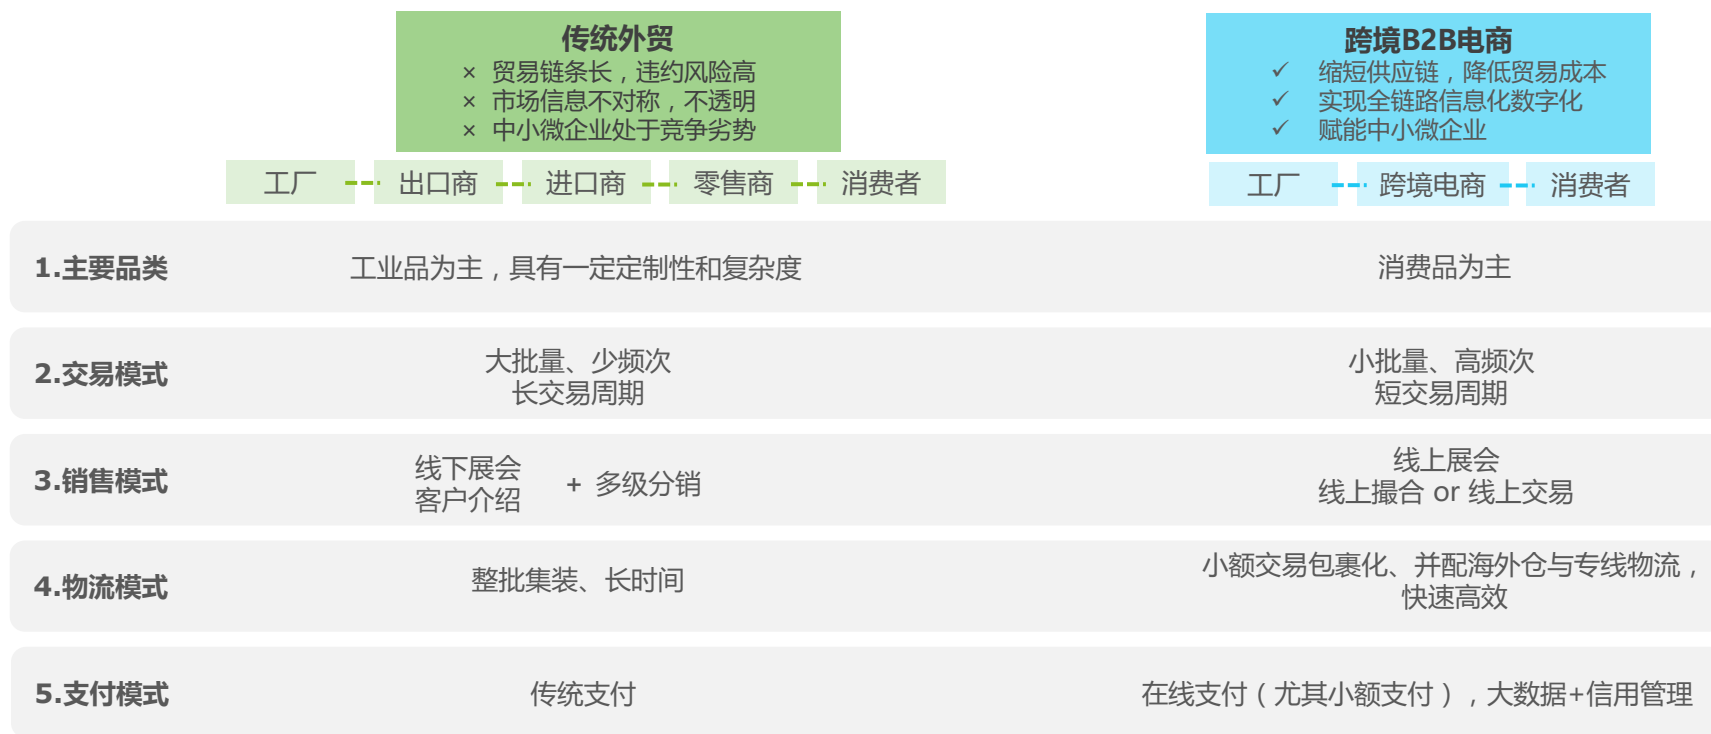 传统外贸
× 贸易链条长，违约风险高
× 市场信息不对称，不透明
× 中小微企业处于竞争劣势
跨境B2B电商
✓ 缩短供应链，降低贸易成本
✓ 实现全链路信息化数字化
✓ 赋能中小微企业
工厂 出口商 进口商 零售商 消费者
工厂 跨境电商 消费者
1.主要品类
工业品为主，具有一定定制性和复杂度
消费品为主
2.交易模式
大批量、少频次
长交易周期
小批量、高频次
短交易周期
3.销售模式
线下展会
客户介绍
+ 多级分销
线上展会
线上撮合 or 线上交易
4.物流模式
整批集装、长时间
小额交易包裹化、并配海外仓与专线物流，
快速高效
5.支付模式
传统支付
在线支付（尤其小额支付），大数据+信用管理